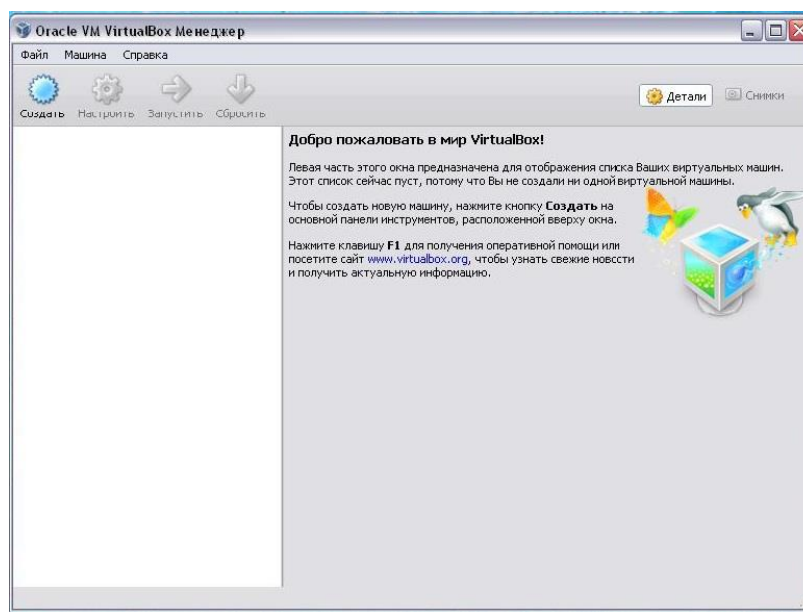 Oracle VM VirtualBox Менеджер
Файл Машина Справка
Создать Настроить Запустить Сбросить
Детали Снимки
Добро пожаловать в мир VirtualBox!
Левая часть этого окна предназначена для отображения списка Ваших виртуальных машин.
Этот список сейчас пуст, потому что Вы не создали ни одной виртуальной машины.
Чтобы создать новую машину, нажмите кнопку Создать на
основной панели инструментов, расположенной вверху окна.
Нажмите клавишу F1 для получения оперативной помощи или
посетите сайт www.virtualbox.org, чтобы узнать свежие новости
и получить актуальную информацию.